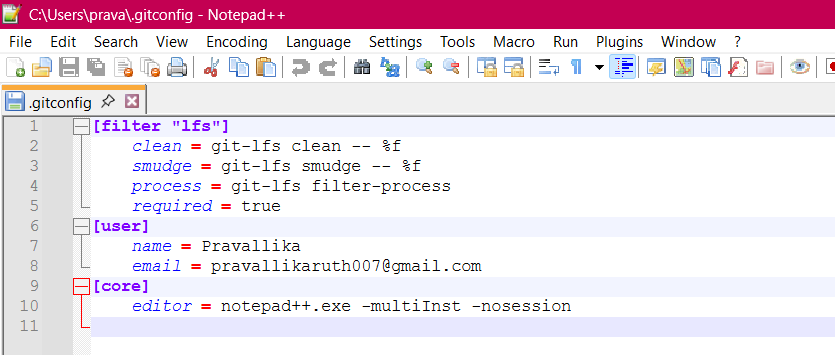 C:\Users\prava\.gitconfig - Notepad++
File Edit Search View Encoding Language Settings Tools Macro Run Plugins Window ?
.gitconfig
1 [filter "lfs"]
2 clean = git-lfs clean -- %f
3 smudge = git-lfs smudge -- %f
4 process = git-lfs filter-process
5 required = true
6 [user]
7 name = Pravallika
8 email = pravallikaruth007@gmail.com
9 [core]
10 editor = notepad++.exe -multiInst -nosession
11